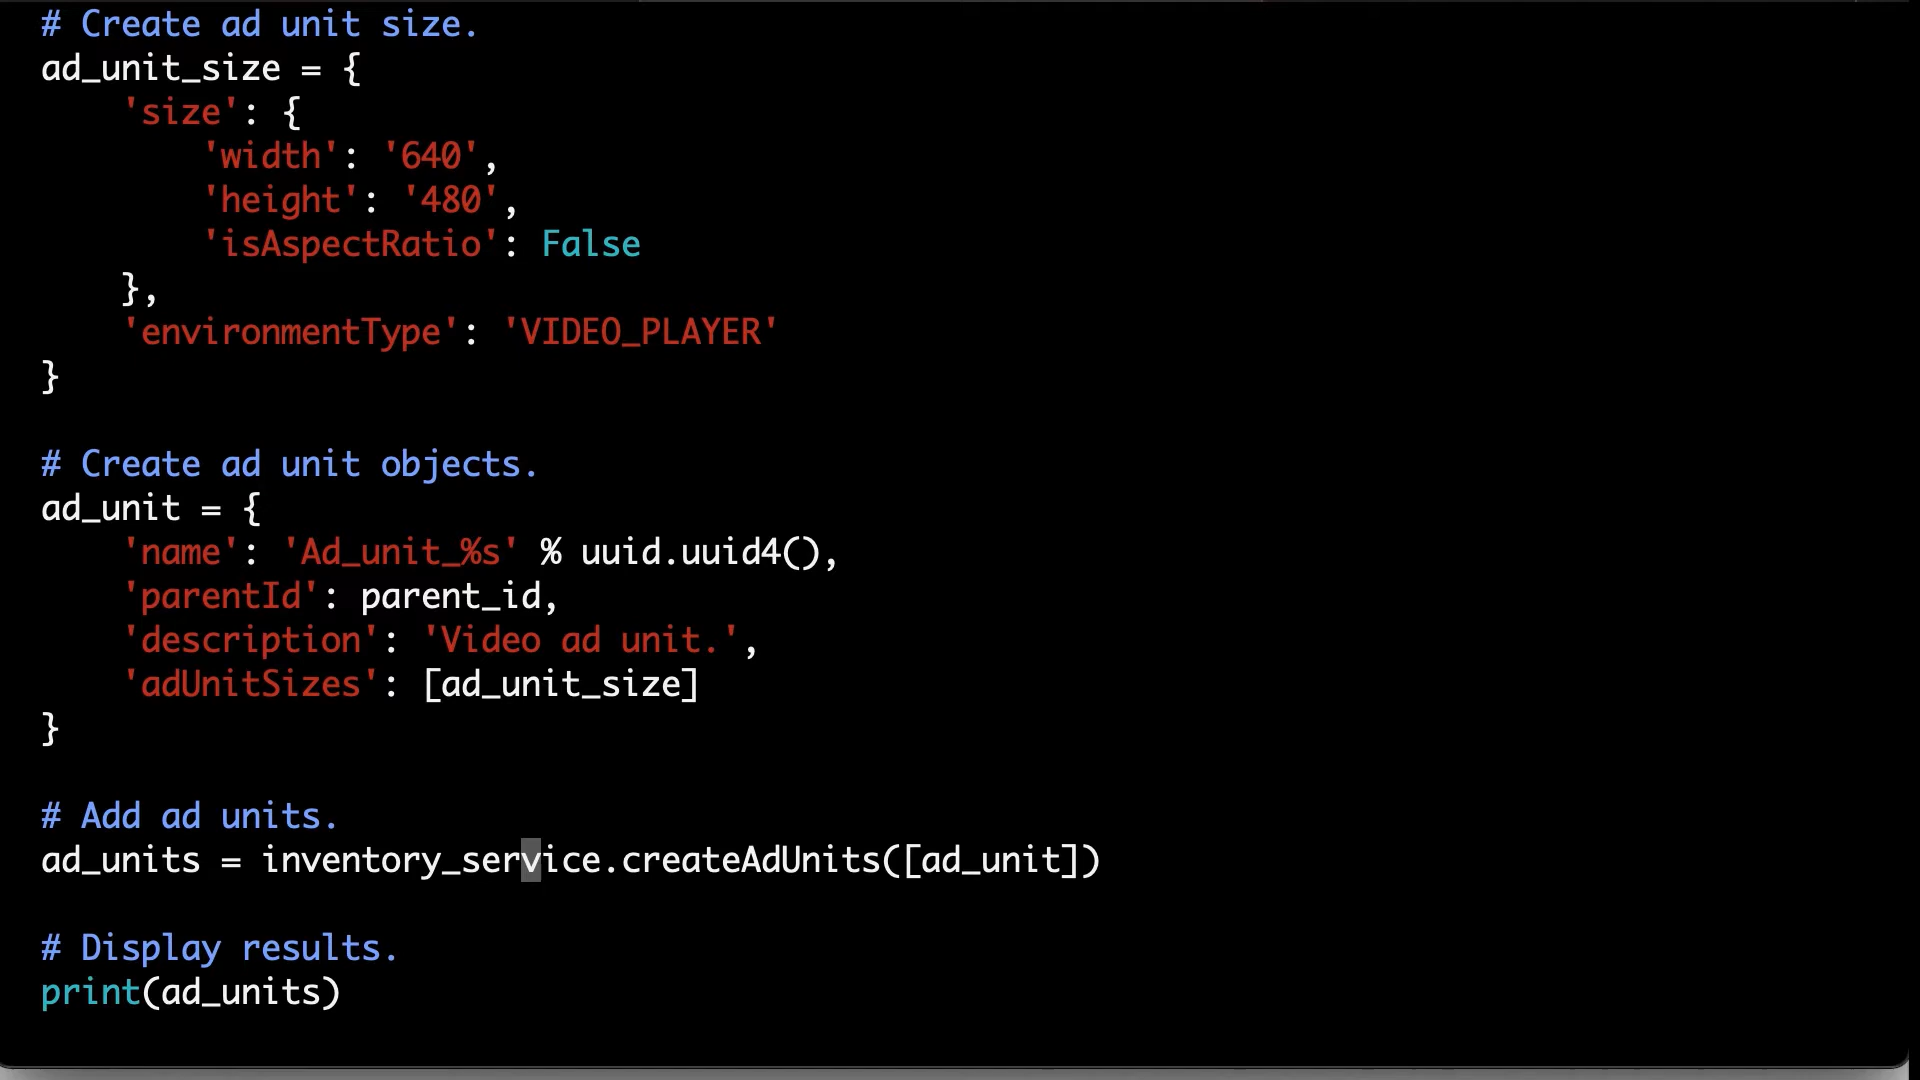 # Create ad unit size.
ad_unit_size = {
    'size': {
        'width': '640',
        'height': '480',
        'isAspectRatio': False
    },
    'environmentType': 'VIDEO_PLAYER'
}

# Create ad unit objects.
ad_unit = {
    'name': 'Ad_unit_%s' % uuid.uuid4(),
    'parentId': parent_id,
    'description': 'Video ad unit.',
    'adUnitSizes': [ad_unit_size]
}

# Add ad units.
ad_units = inventory_service.createAdUnits([ad_unit])

# Display results.
print(ad_units)